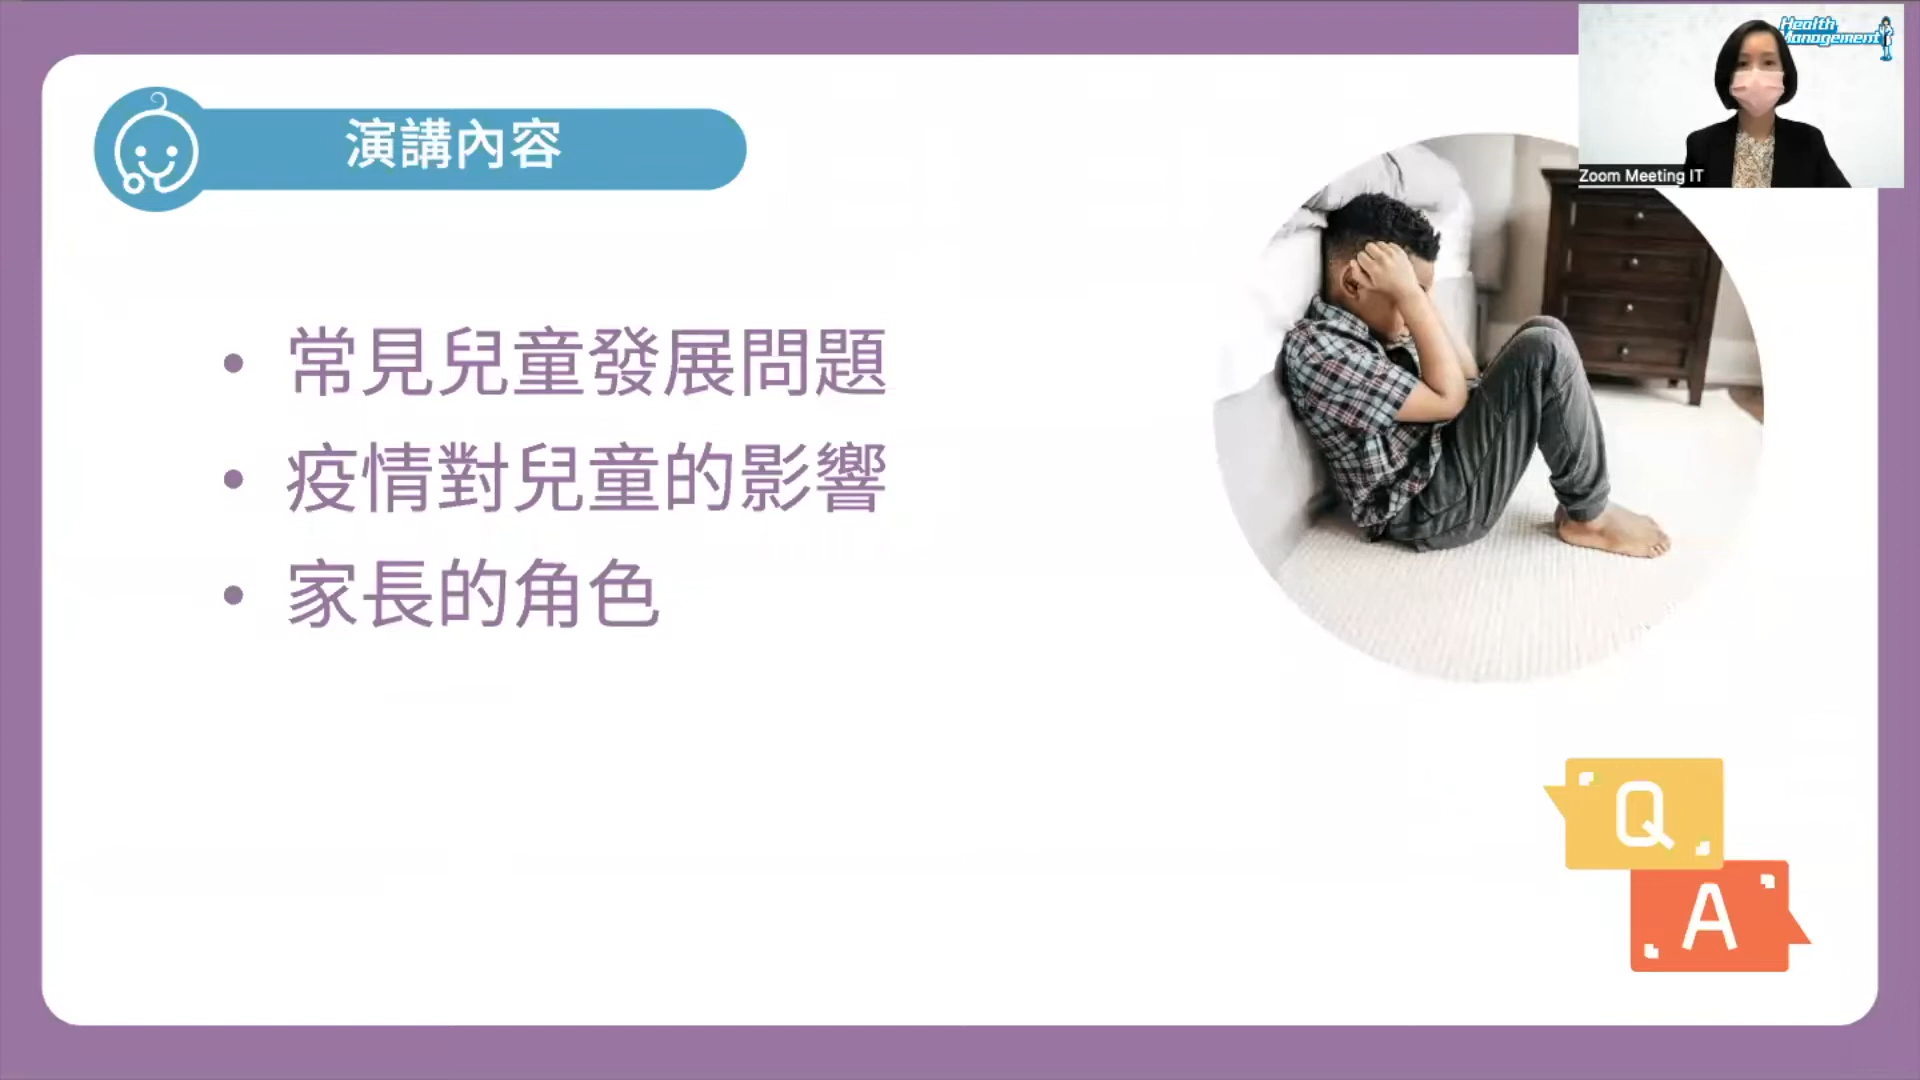 演講內容
Health
Management
Zoom Meeting IT
• 常見兒童發展問題
• 疫情對兒童的影響
• 家長的角色
Q
A